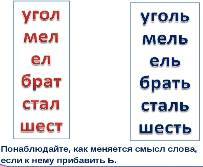 угол
мел
ел
брат
стал
шест
уголь
мель
ель
брать
сталь
шесть
Понаблюдайте, как меняется смысл слова,
если к нему прибавить Ь.